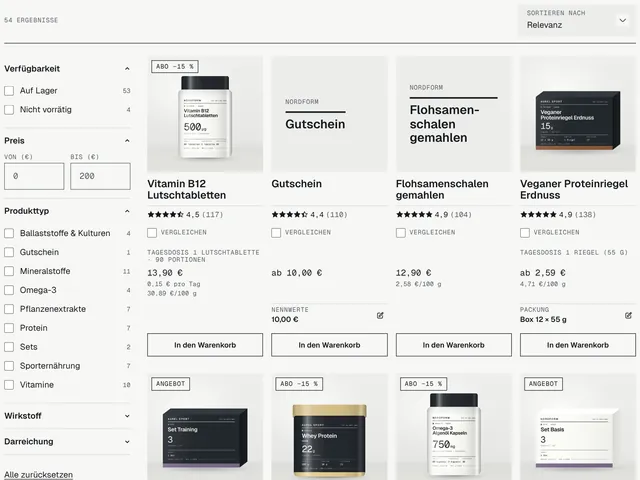 54 ERGEBNISSE
SORTIEREN NACH
Relevanz
Verfügbarkeit
Auf Lager 53
Nicht vorrätig 4
Preis
VON (€) BIS (€)
0 200
Produkttyp
Ballaststoffe & Kulturen 4
Gutschein 1
Mineralstoffe 11
Omega-3 4
Pflanzenextrakte 7
Protein 7
Sets 2
Sporternährung 7
Vitamine 10
Wirkstoff
Darreichung
Alle zurücksetzen
ABO −15 %
Vitamin B12
Lutschtabletten
500
Vitamin B12
Lutschtabletten
4,5 (117)
VERGLEICHEN
TAGESDOSIS 1 LUTSCHTABLETTE
· 90 PORTIONEN
13,90 €
0,15 € pro Tag
30,89 €/100 g
In den Warenkorb
NORDFORM
Gutschein
Gutschein
4,4 (110)
VERGLEICHEN
ab 10,00 €
NENNWERTE
10,00 €
In den Warenkorb
NORDFORM
Flohsamen-
schalen
gemahlen
Flohsamenschalen
gemahlen
4,9 (104)
VERGLEICHEN
12,90 €
2,58 €/100 g
In den Warenkorb
Veganer
Proteinriegel Erdnuss
15
Veganer Proteinriegel
Erdnuss
4,9 (138)
VERGLEICHEN
TAGESDOSIS 1 RIEGEL (55 G)
ab 2,59 €
4,71 €/100 g
PACKUNG
Box 12 × 55 g
In den Warenkorb
ANGEBOT
Set Training
3
ABO −15 %
Whey Protein
22
ABO −15 %
Omega-3
Algenöl Kapseln
750
ANGEBOT
Set Basis
3